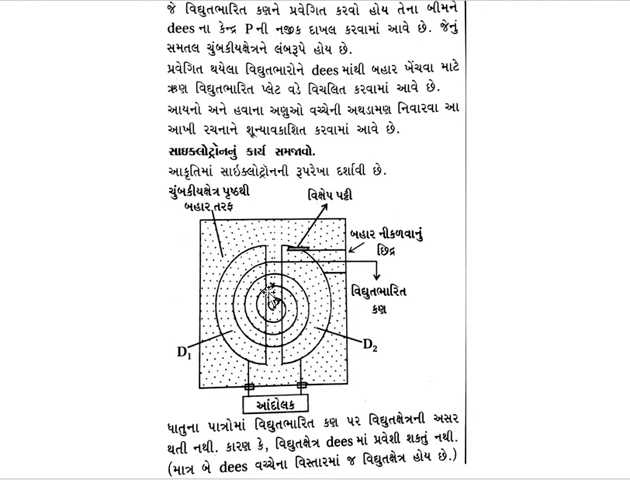 જે વિદ્યુતભારિત કણને પ્રવેગિત કરવો હોય તેના બીમને
dees ના કેન્દ્ર P ની નજીક દાખલ કરવામાં આવે છે. જેનું
સમતલ ચુંબકીયક્ષેત્રને લંબરૂપે હોય છે.
પ્રવેગિત થયેલા વિદ્યુતભારોને dees માંથી બહાર ખેંચવા માટે
ઋણ વિદ્યુતભારિત પ્લેટ વડે વિચલિત કરવામાં આવે છે.
આયનો અને હવાના અણુઓ વચ્ચેની અથડામણ નિવારવા આ
આખી રચનાને શૂન્યાવકાશિત કરવામાં આવે છે.
સાઇક્લોટ્રૉનનું કાર્ય સમજાવો.
આકૃતિમાં સાઇક્લોટ્રૉનની રૂપરેખા દર્શાવી છે.
ચુંબકીયક્ષેત્ર પૃષ્ઠથી
બહાર તરફ
વિક્ષેપ પટ્ટી
બહાર નીકળવાનું
છિદ્ર
વિદ્યુતભારિત
કણ
D1
D2
આંદોલક
ધાતુના પાત્રોમાં વિદ્યુતભારિત કણ પર વિદ્યુતક્ષેત્રની અસર
થતી નથી. કારણ કે, વિદ્યુતક્ષેત્ર dees માં પ્રવેશી શકતું નથી.
(માત્ર બે dees વચ્ચેના વિસ્તારમાં જ વિદ્યુતક્ષેત્ર હોય છે.)